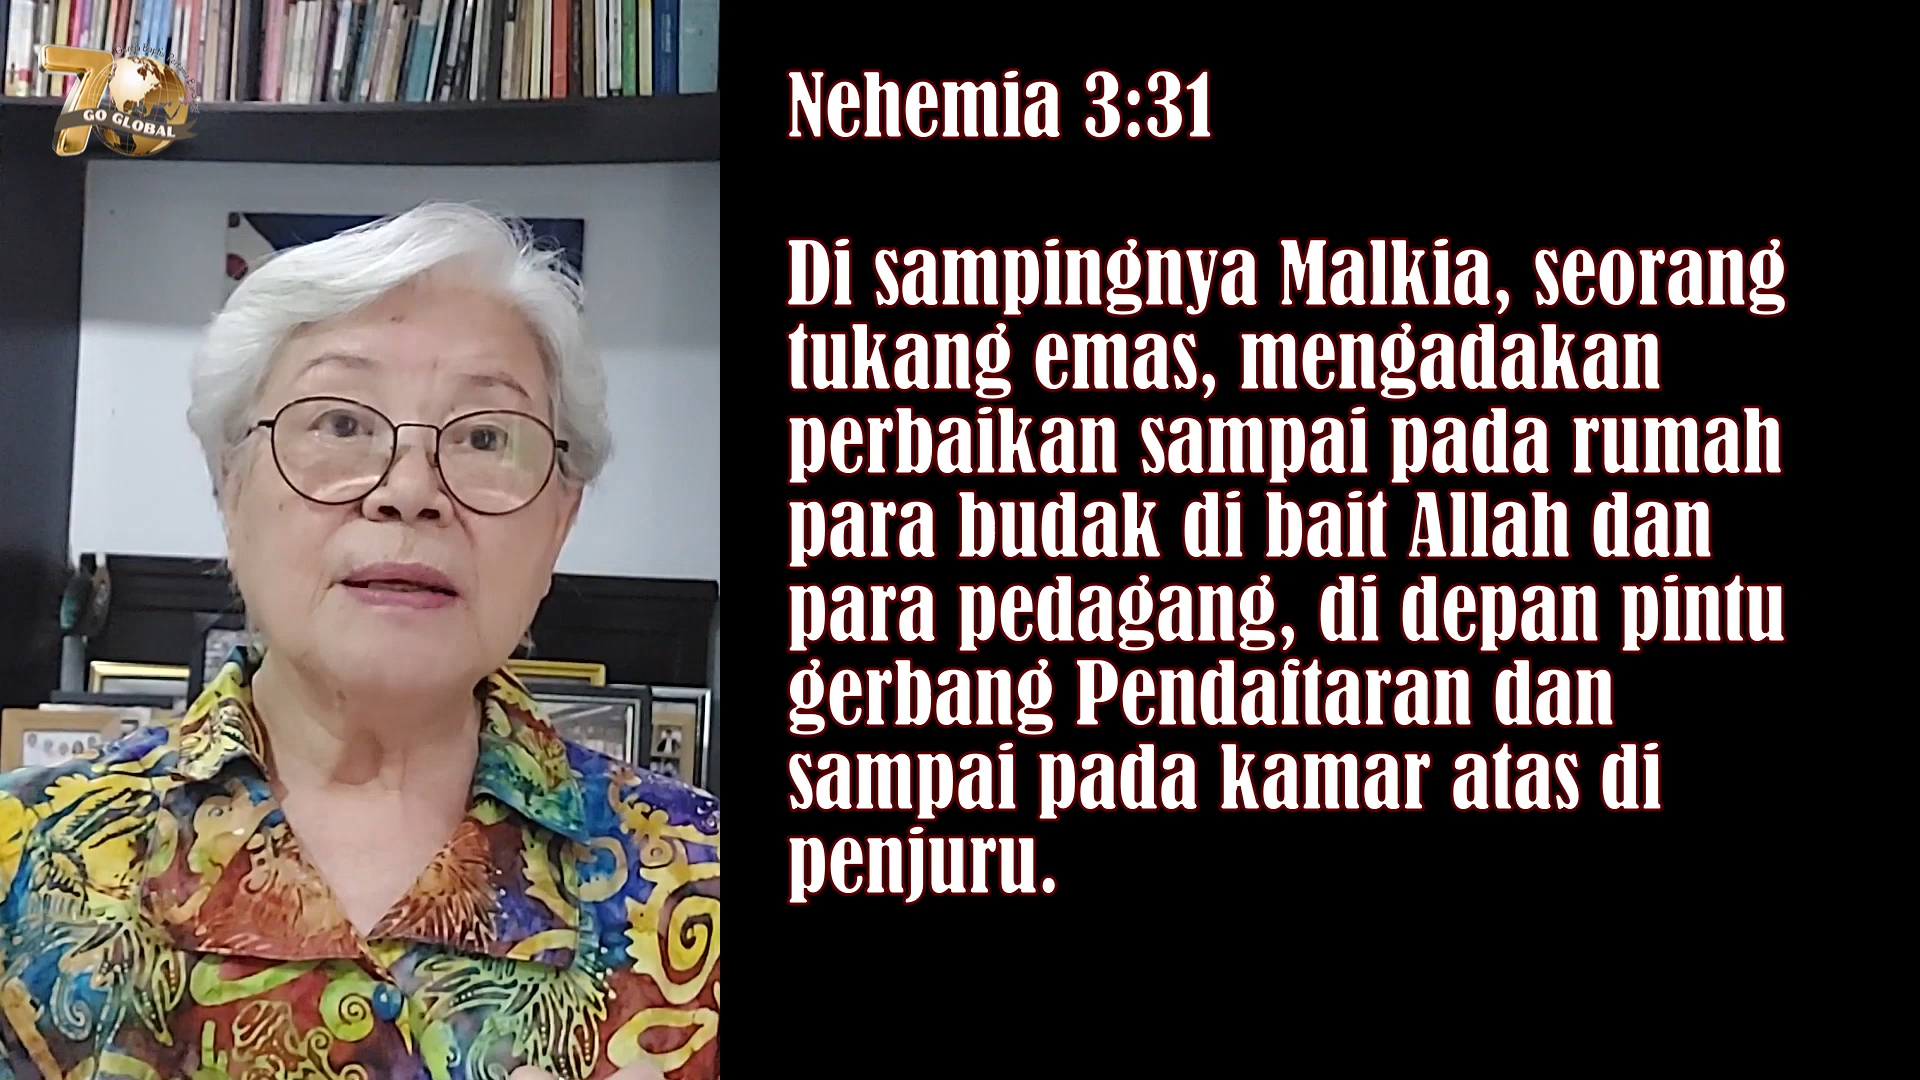 GO GLOBAL
Nehemia 3:31
Di sampingnya Malkia, seorang
tukang emas, mengadakan
perbaikan sampai pada rumah
para budak di bait Allah dan
para pedagang, di depan pintu
gerbang Pendaftaran dan
sampai pada kamar atas di
penjuru.